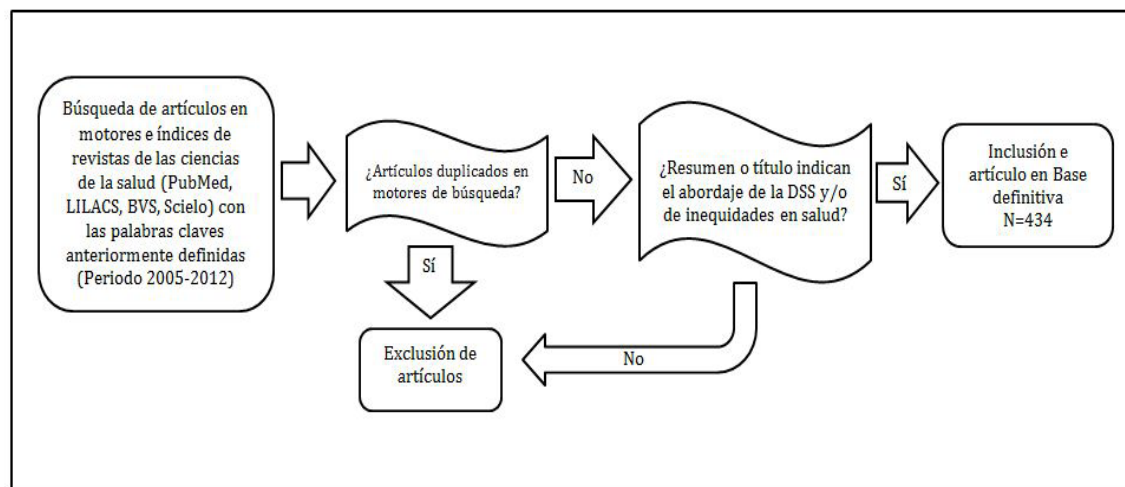 Búsqueda de artículos en
motores e índices de
revistas de las ciencias
de la salud (PubMed,
LILACS, BVS, Scielo) con
las palabras claves
anteriormente definidas
(Periodo 2005-2012)
¿Artículos duplicados en
motores de búsqueda?
No
¿Resumen o título indican
el abordaje de la DSS y/o
de inequidades en salud?
Sí
Inclusión e
artículo en Base
definitiva
N=434
Sí
Exclusión de
artículos
No